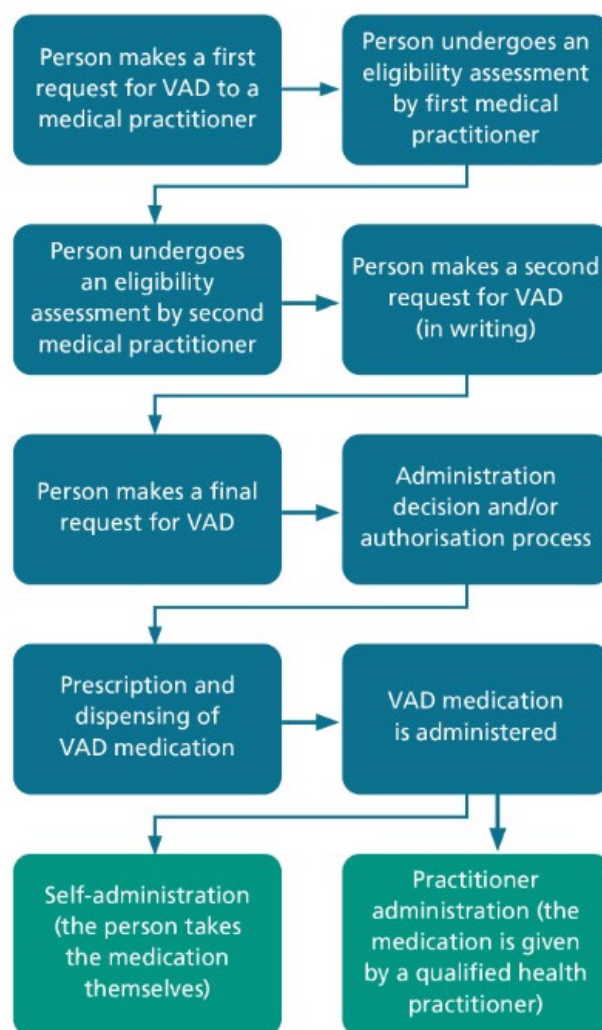 Person makes a first
request for VAD to a
medical practitioner
Person undergoes an
eligibility assessment
by first medical
practitioner
Person undergoes
an eligibility
assessment by second
medical practitioner
Person makes a second
request for VAD
(in writing)
Person makes a final
request for VAD
Administration
decision and/or
authorisation process
Prescription and
dispensing of
VAD medication
VAD medication
is administered
Self-administration
(the person takes
the medication
themselves)
Practitioner
administration (the
medication is given
by a qualified health
practitioner)